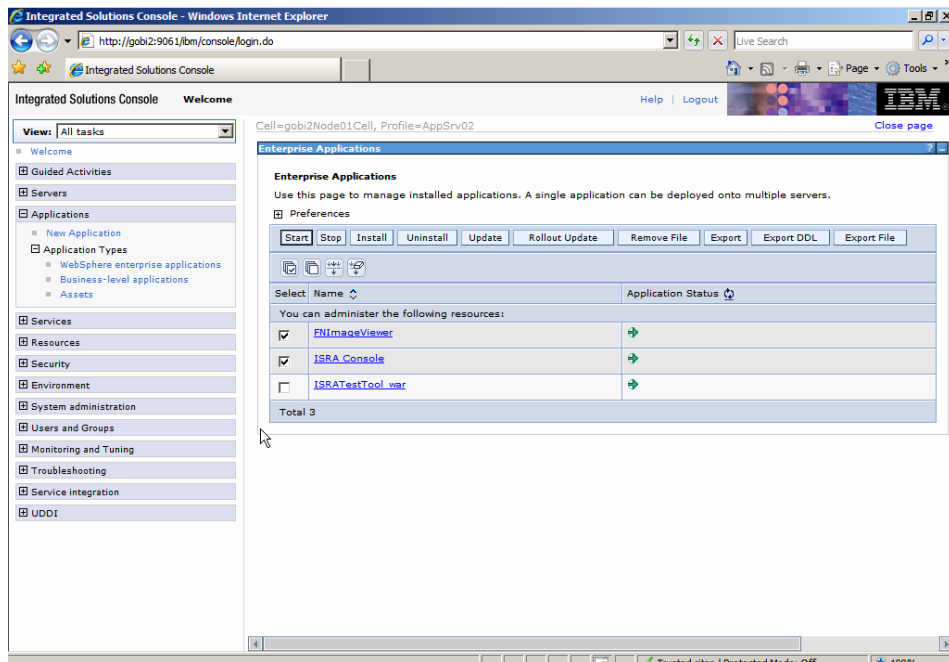 Integrated Solutions Console - Windows Internet Explorer
http://gobi2:9061/ibm/console/login.do
Live Search
Integrated Solutions Console
Page
Tools
Integrated Solutions Console Welcome
Help | Logout
IBM
View: All tasks
Welcome
Guided Activities
Servers
Applications
New Application
Application Types
WebSphere enterprise applications
Business-level applications
Assets
Services
Resources
Security
Environment
System administration
Users and Groups
Monitoring and Tuning
Troubleshooting
Service integration
UDDI
Cell=gobi2Node01Cell, Profile=AppSrv02
Close page
Enterprise Applications
? -
Enterprise Applications
Use this page to manage installed applications. A single application can be deployed onto multiple servers.
Preferences
Start Stop Install Uninstall Update Rollout Update Remove File Export Export DDL Export File
Select Name Application Status
You can administer the following resources:
FNImageViewer
ISRA Console
ISRATestTool_war
Total 3
Trusted sites | Protected Mode: Off
100%